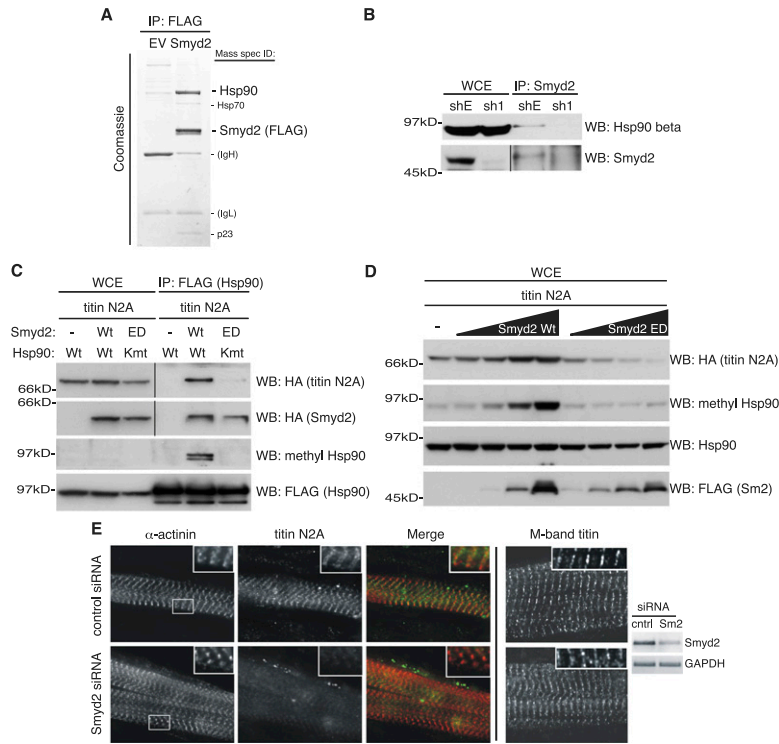 A
IP: FLAG
EV Smyd2
Mass spec ID:
Coomassie
- Hsp90
- Hsp70
- Smyd2 (FLAG)
- (IgH)
- (IgL)
- p23
B
WCE IP: Smyd2
shE sh1 shE sh1
97kD- -WB: Hsp90 beta
-WB: Smyd2
45kD-
C
WCE IP: FLAG (Hsp90)
titin N2A titin N2A
Smyd2: - Wt ED - Wt ED
Hsp90: Wt Wt Kmt Wt Wt Kmt
66kD- -WB: HA (titin N2A)
66kD- -WB: HA (Smyd2)
97kD- -WB: methyl Hsp90
97kD- -WB: FLAG (Hsp90)
D
WCE
titin N2A
- Smyd2 Wt Smyd2 ED
66kD- -WB: HA (titin N2A)
97kD- -WB: methyl Hsp90
97kD- -WB: Hsp90
45kD- -WB: FLAG (Sm2)
E
α-actinin titin N2A Merge M-band titin
control siRNA
Smyd2 siRNA
siRNA
cntrl Sm2
Smyd2
GAPDH